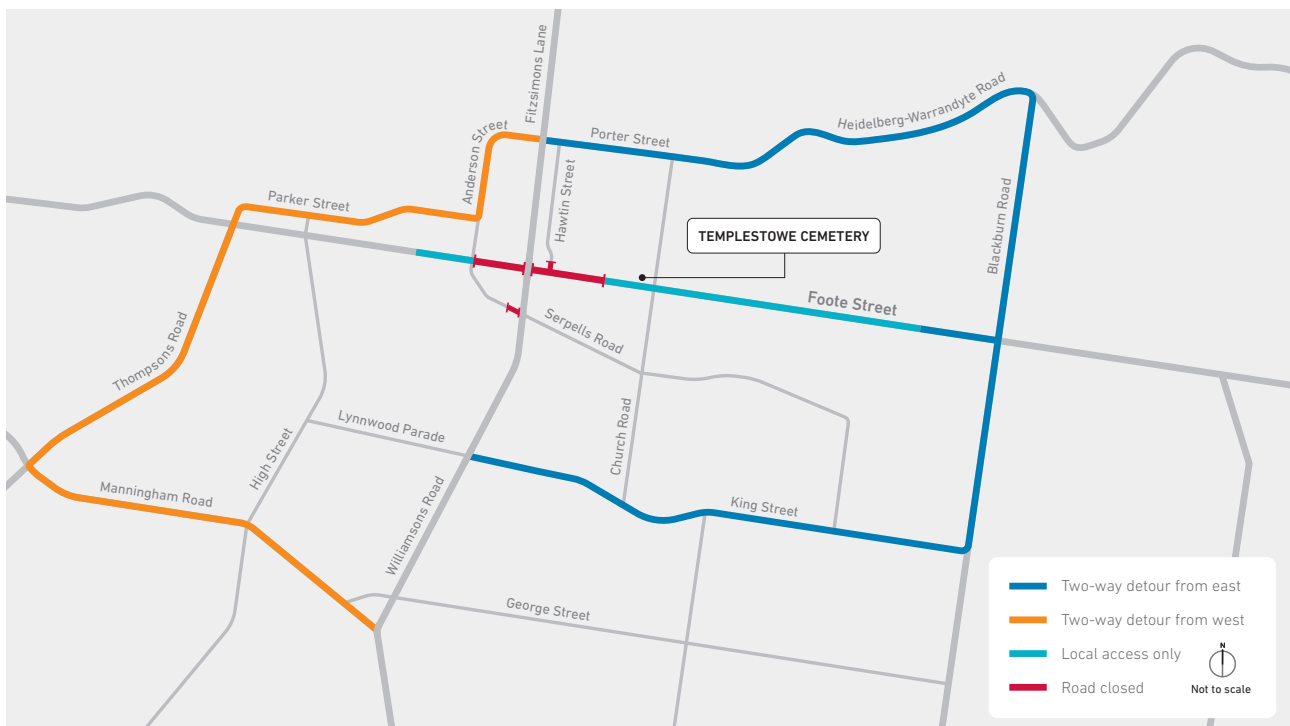 Fitzsimons Lane
Heidelberg-Warrandyte Road
Anderson Street
Porter Street
Hawtin Street
Parker Street
Blackburn Road
TEMPLESTOWE CEMETERY
Foote Street
Serpells Road
Thompsons Road
Lynnwood Parade
High Street
Church Road
Manningham Road
King Street
Williamsons Road
George Street
Two-way detour from east
Two-way detour from west
Local access only
Road closed
N
Not to scale